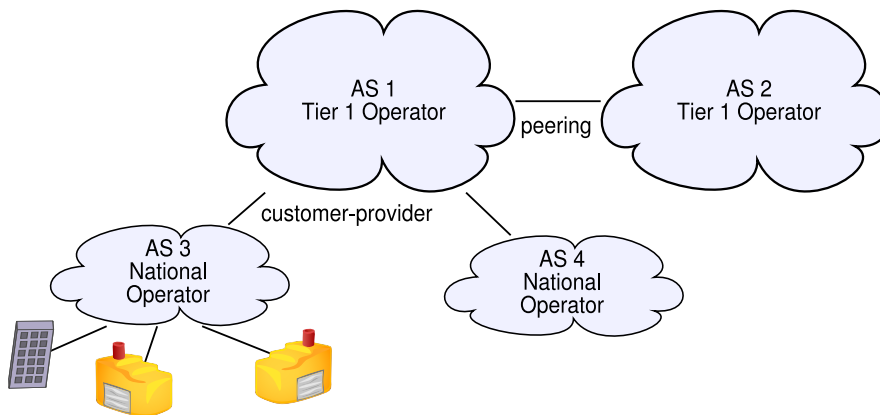 AS 1
Tier 1 Operator
AS 2
Tier 1 Operator
peering
customer-provider
AS 3
National
Operator
AS 4
National
Operator